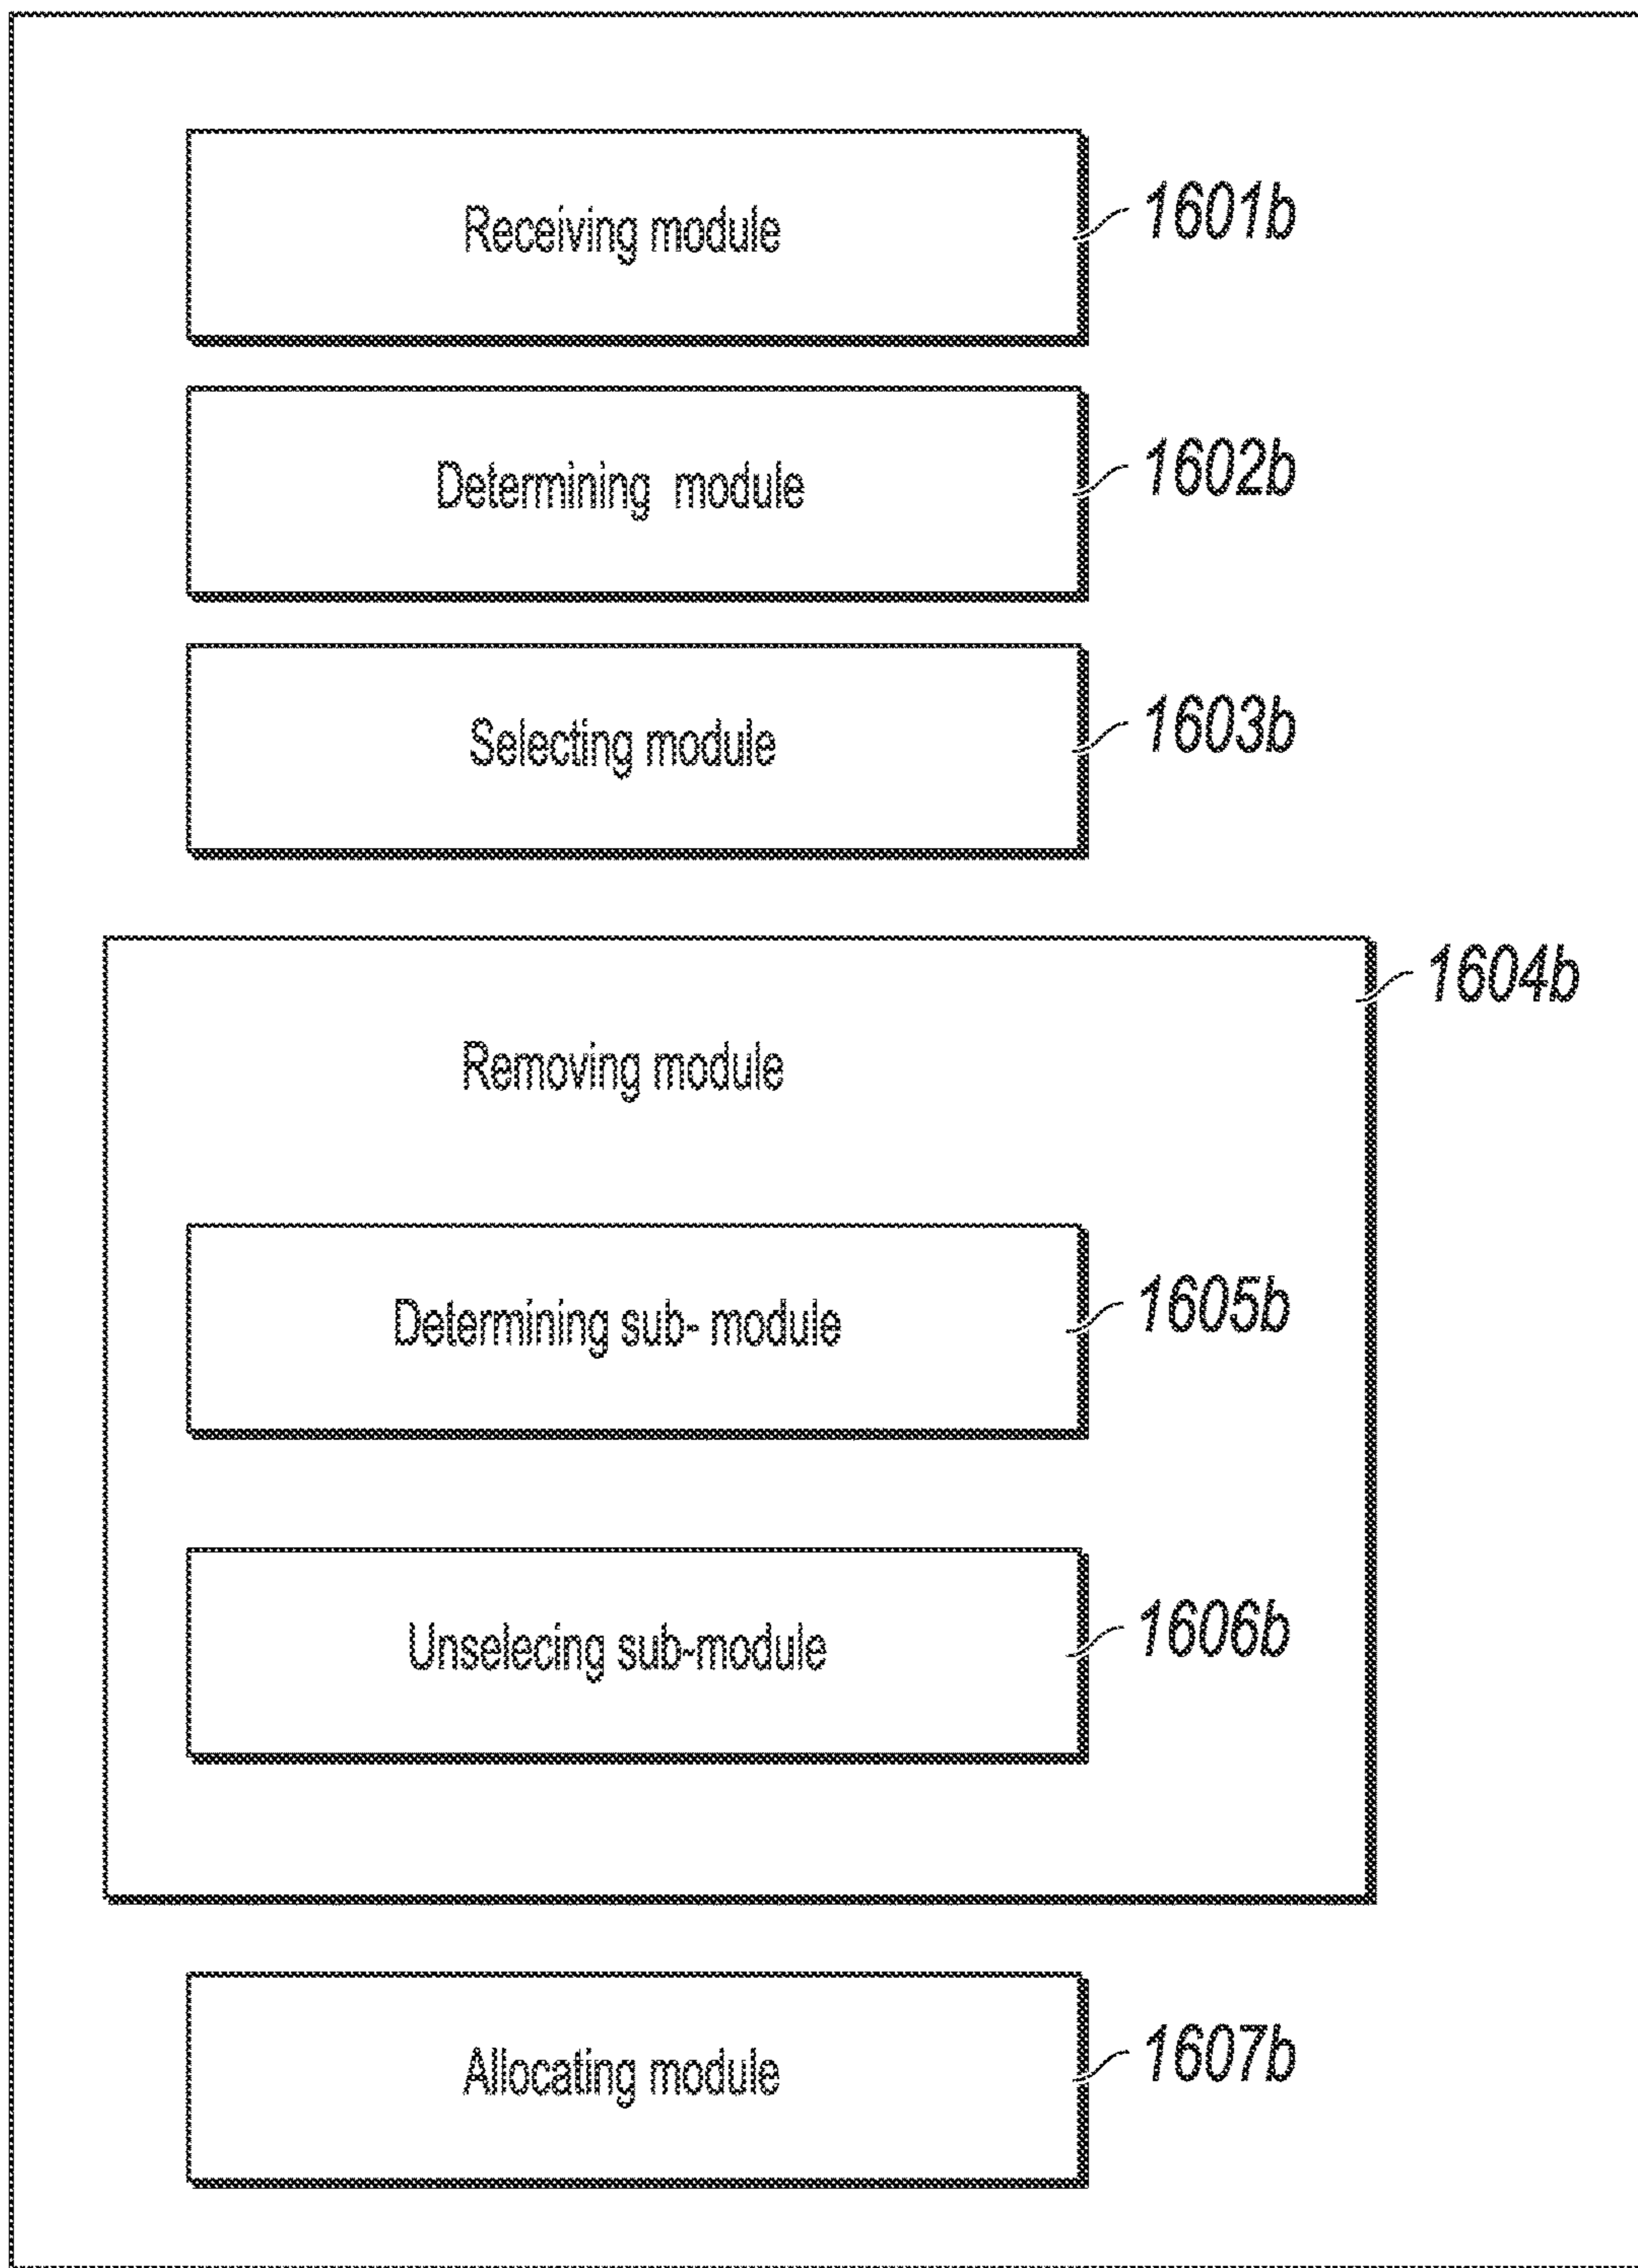 Receiving module 1601b
Determining module 1602b
Selecting module 1603b
1604b
Removing module
Determining sub- module 1605b
Unselecing sub-module 1606b
Allocating module 1607b